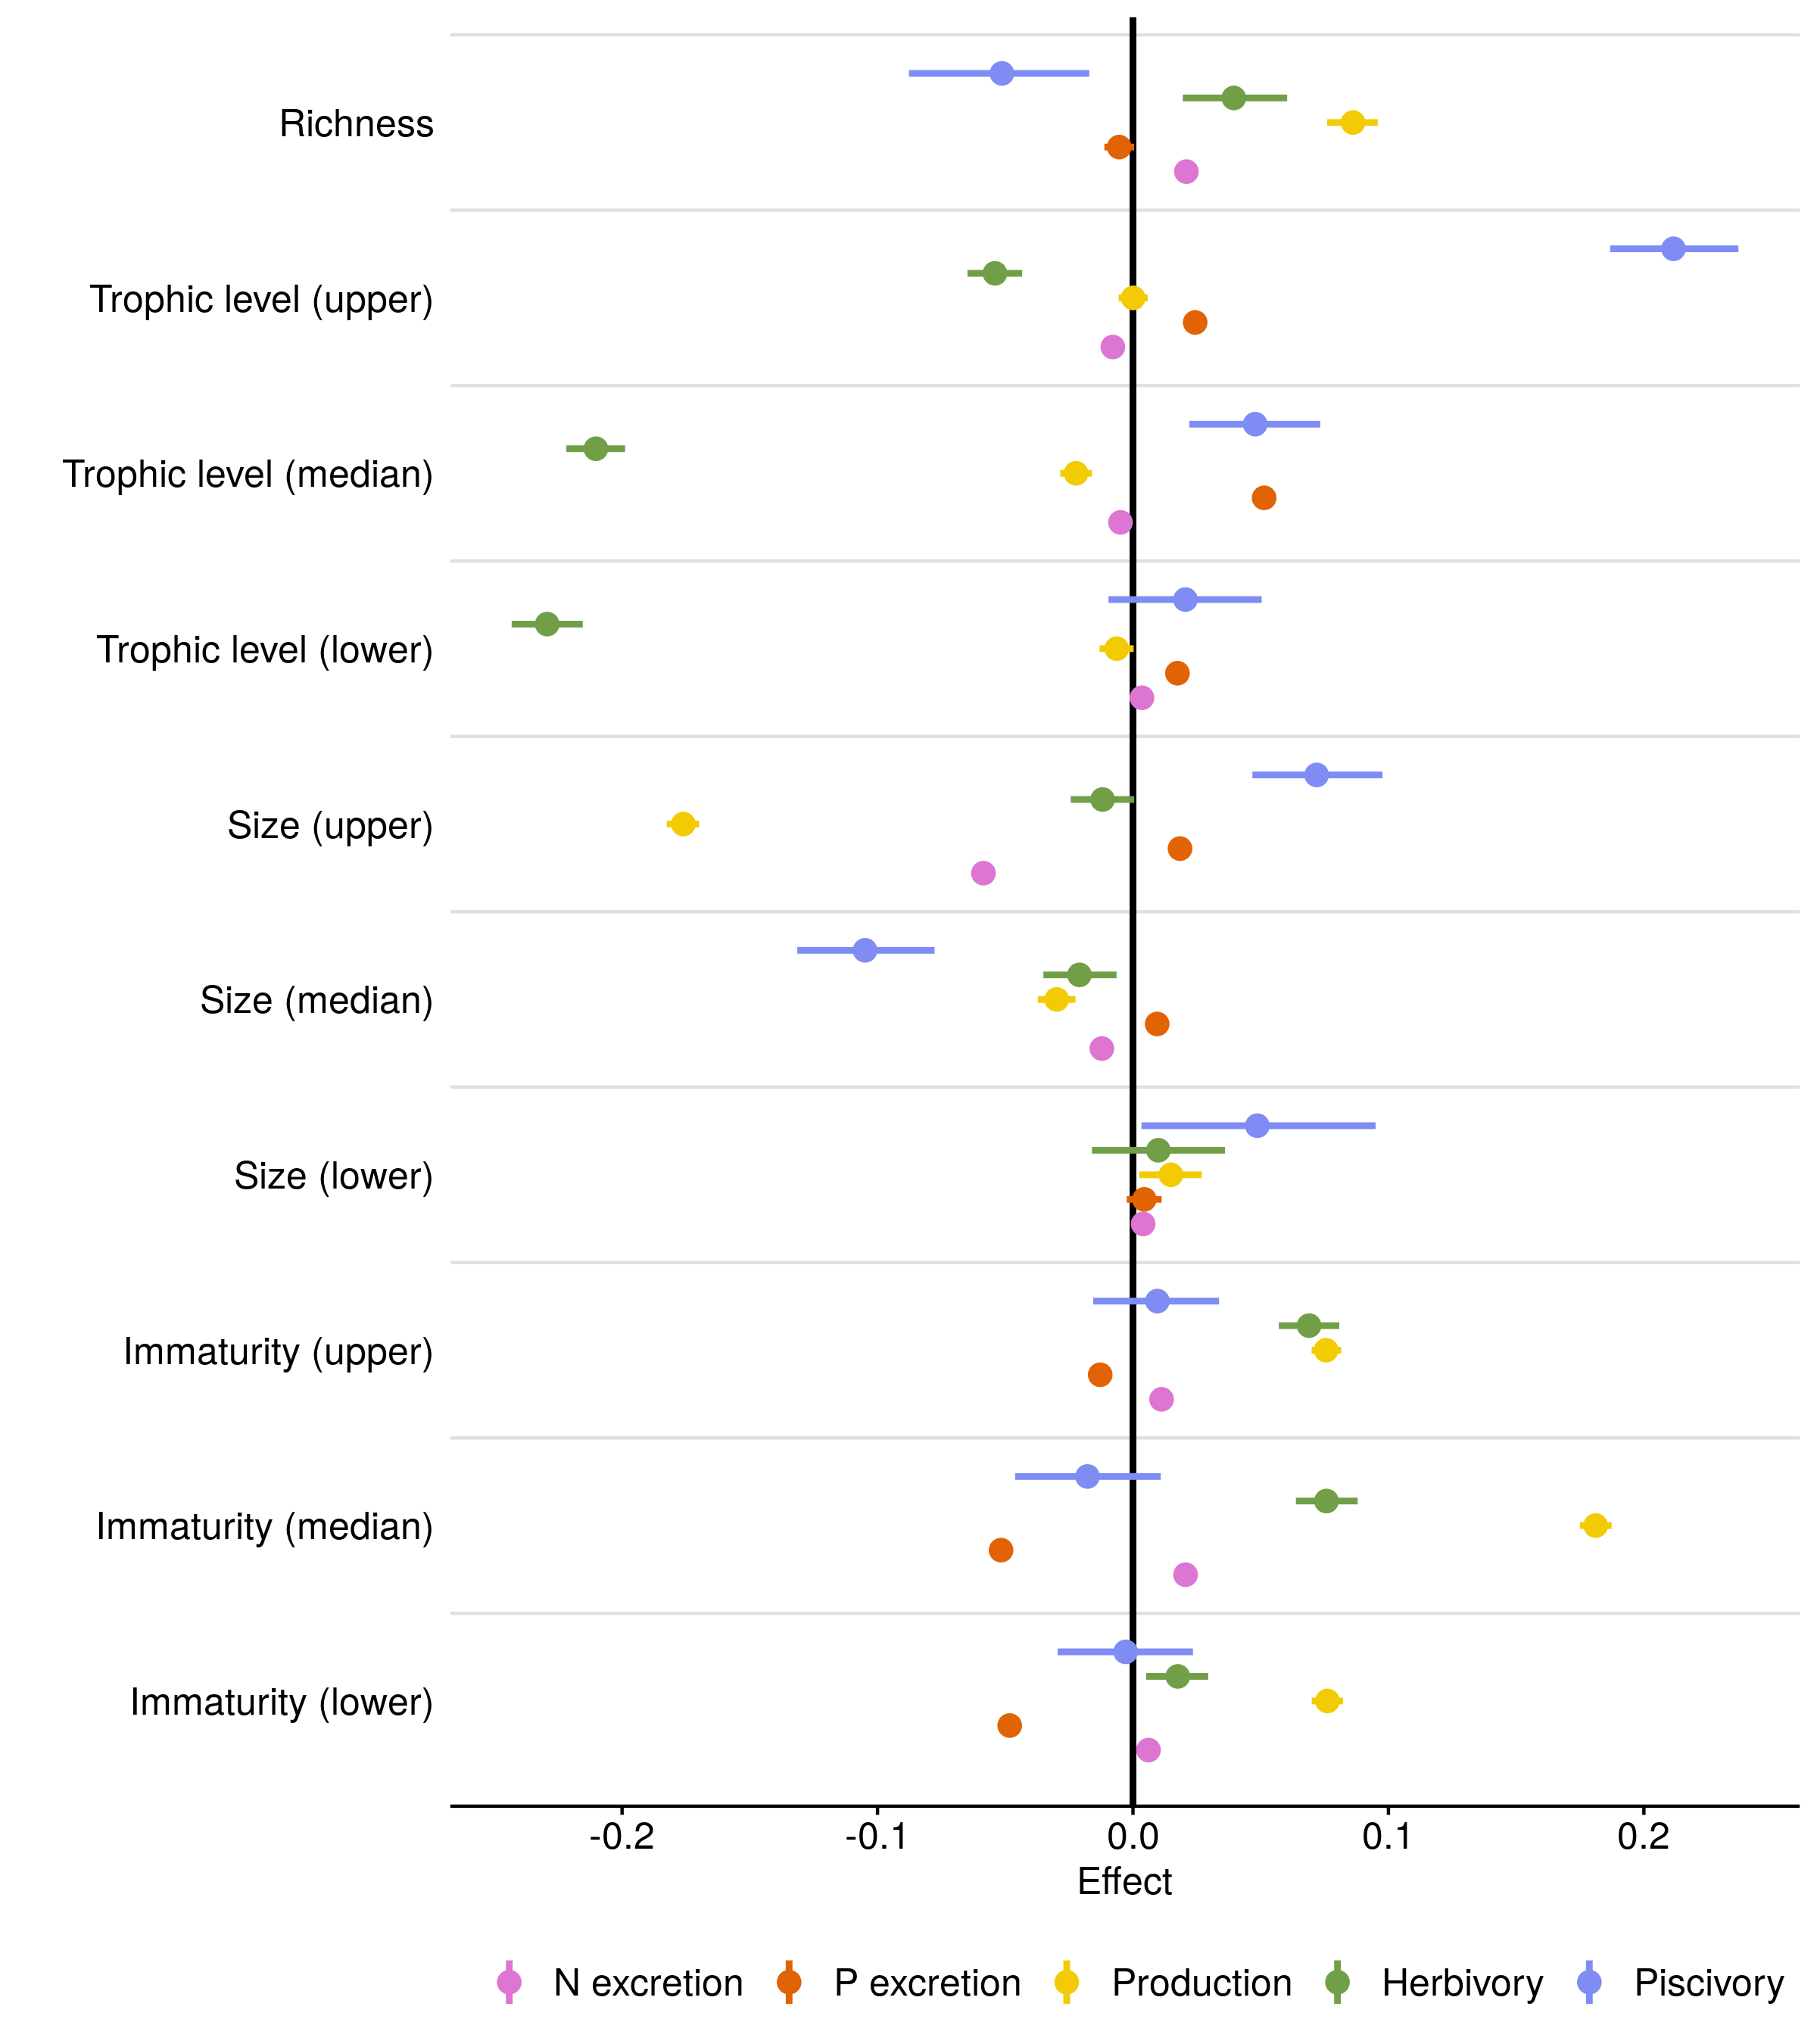 Richness
Trophic level (upper)
Trophic level (median)
Trophic level (lower)
Size (upper)
Size (median)
Size (lower)
Immaturity (upper)
Immaturity (median)
Immaturity (lower)
-0.2 -0.1 0.0 0.1 0.2
Effect
N excretion P excretion Production Herbivory Piscivory